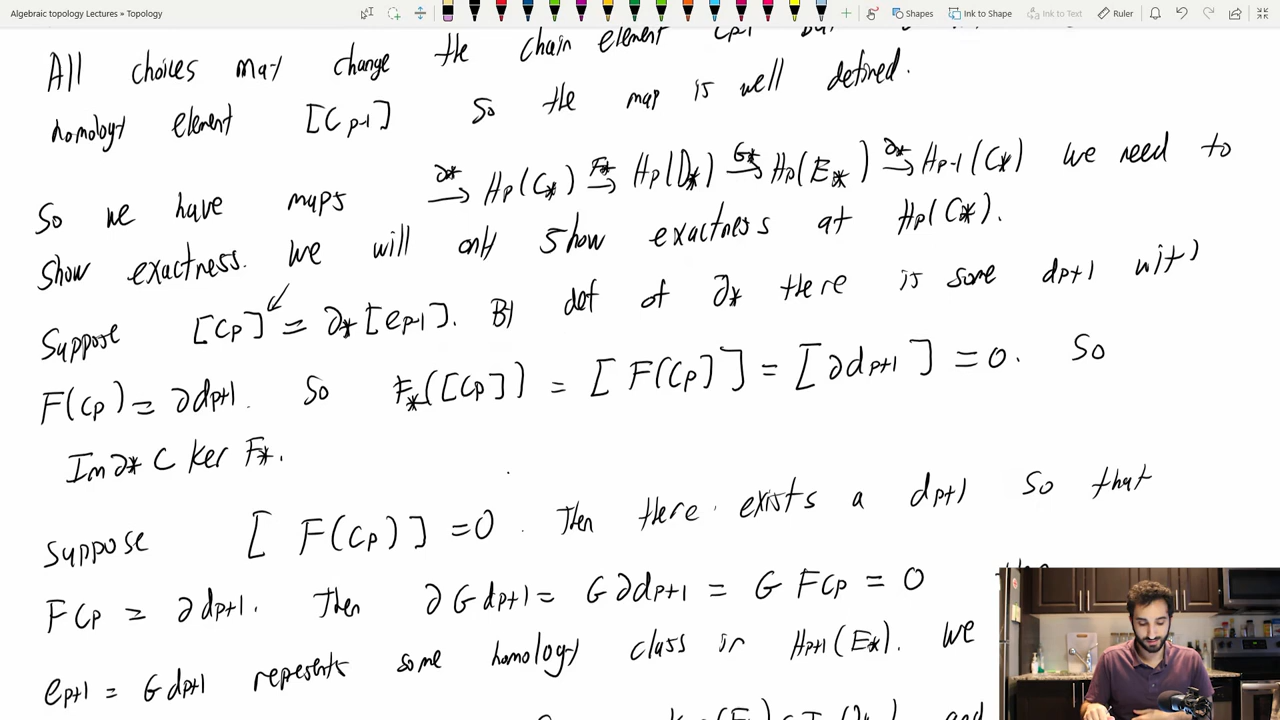 Algebraic topology Lectures » Topology
Shapes Ink to Shape Ink to Text Ruler
All choices may change the chain element
homology element [Cp-1] So the map is well defined.
So we have maps ∂*→ Hp(C*) F*→ Hp(D*) G*→ Hp(E*) ∂*→ Hp-1(C*) we need to
Show exactness. We will only show exactness at Hp(C*).
Suppose [Cp] = ∂*[ep+1]. By def of ∂* there is some dp+1 with
F(cp) = ∂dp+1. So F*([Cp]) = [F(Cp)] = [∂dp+1] = 0. So
Im ∂* ⊂ Ker F*.
Suppose [F(Cp)] = 0. Then there exists a dp+1 so that
FCp = ∂dp+1. Then ∂Gdp+1 = G∂dp+1 = GFCp = 0
ep+1 = Gdp+1 represents some homology class in Hp+1(E*). We
and